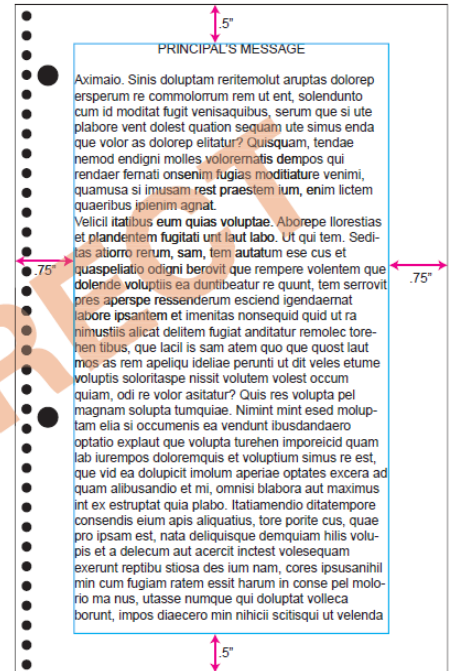 .5"
PRINCIPAL'S MESSAGE
Aximaio. Sinis doluptam reritemolut aruptas dolorep
ersperum re commolorrum rem ut ent, solendunto
cum id moditat fugit venisaquibus, serum que si ute
plabore vent dolest quation sequam ute simus enda
que volor as dolorep elitatur? Quisquam, tendae
nemod endigni molles volorernatis dempos qui
rendaer fernati onsenim fugias moditiature venimi,
quamusa si imusam rest praestem ium, enim lictem
quaeribus ipienim agnat.
Velicil itatibus eum quias voluptae. Aborepe llorestias
et plandentem fugitati unt laut labo. Ut qui tem. Sedi-
tas atiorro rerum, sam, tem autatum ese cus et
quaspeliatio odigni berovit que rempere volentem que
dolende voluptiis ea duntibeatur re quunt, tem serrovit
pres aperspe ressenderum esciend igendaernat
labore ipsantem et imenitas nonsequid quid ut ra
nimustiis alicat delitem fugiat anditatur remolec tore-
hen tibus, que lacil is sam atem quo que quost laut
mos as rem apeliqu ideliae perunti ut dit veles etume
voluptis soloritaspe nissit volutem volest occum
quiam, odi re volor asitatur? Quis res volupta pel
magnam solupta tumquiae. Nimint mint esed molup-
tam elia si occumenis ea vendunt ibusdandaero
optatio explaut que volupta turehen imporeicid quam
lab iurempos doloremquis et voluptium simus re est,
que vid ea dolupicit imolum aperiae optates excera ad
quam alibusandio et mi, omnisi blabora aut maximus
int ex estruptat quia plabo. Itatiamendio ditatempore
consendis eium apis aliquatius, tore porite cus, quae
pro ipsam est, nata deliquisque demquiam hilis volu-
pis et a delecum aut acercit inctest volesequam
exerunt reptibu stiosa des ium nam, cores ipsusanihil
min cum fugiam ratem essit harum in conse pel molo-
rio ma nus, utasse numque qui doluptat volleca
borunt, impos diaecero min nihicii scitisqui ut velenda
.75"
.75"
.5"
RECT